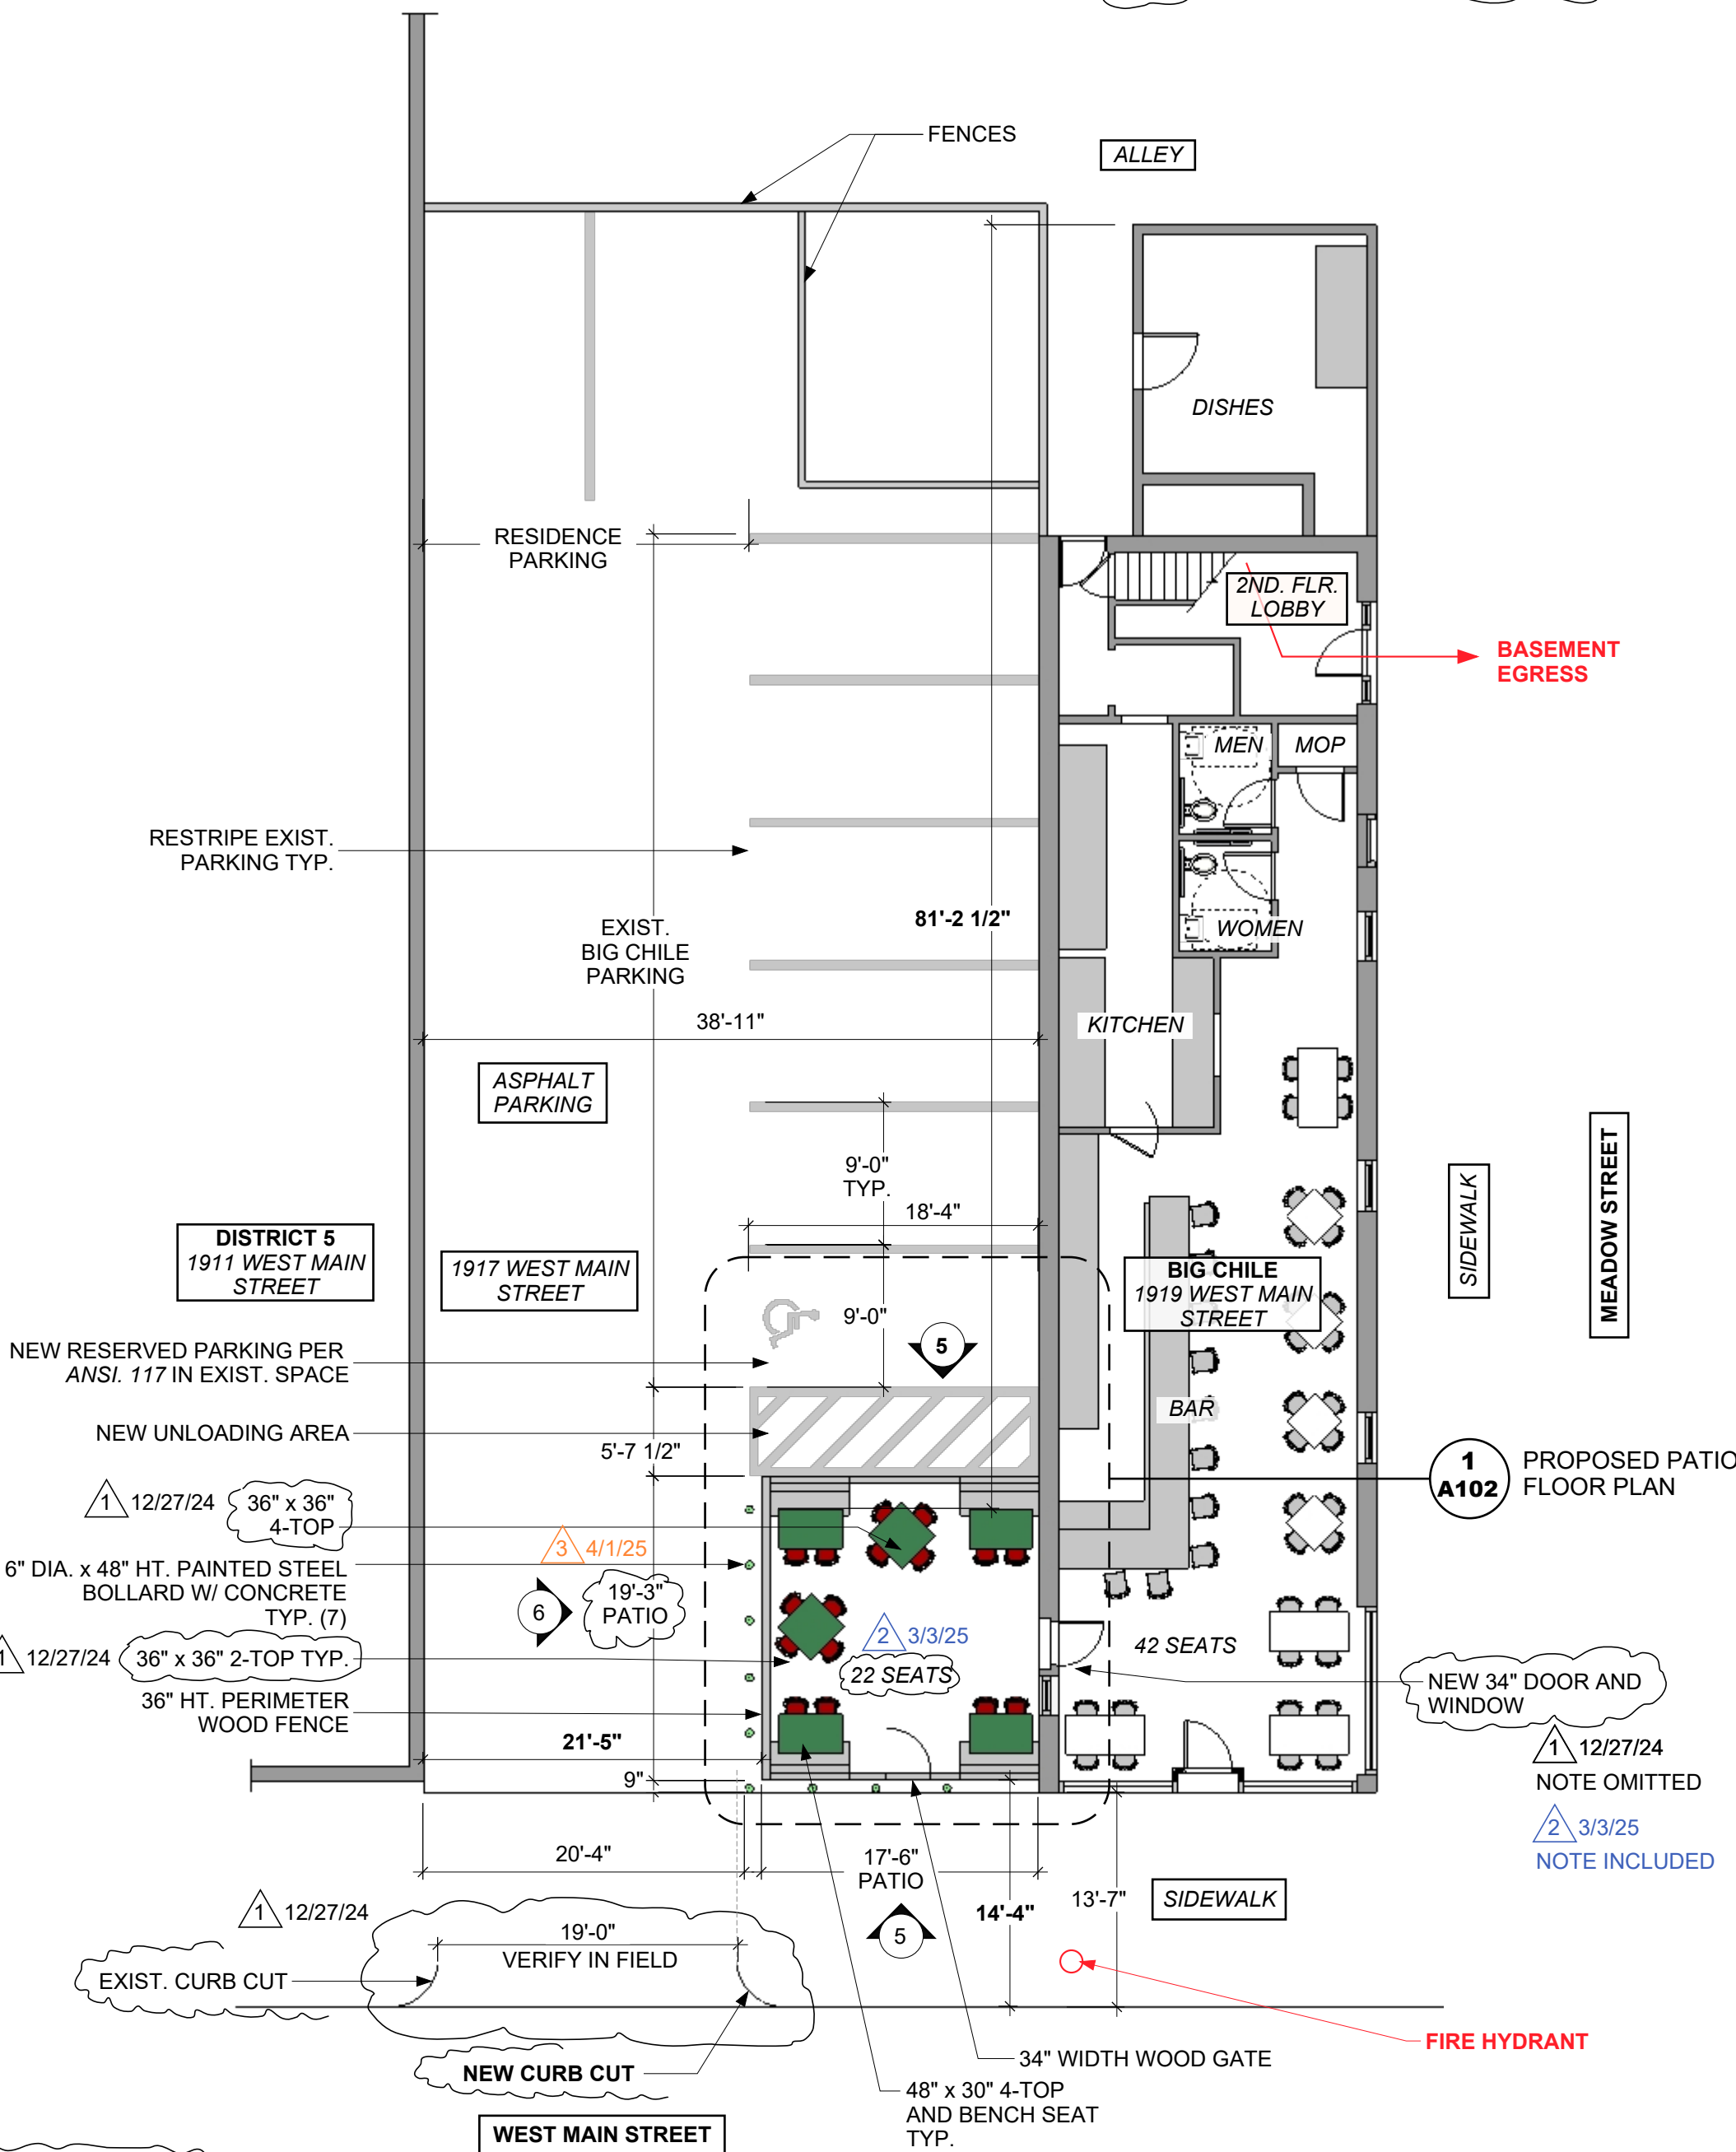 FENCES
ALLEY
DISHES
RESIDENCE
PARKING
2ND. FLR.
LOBBY
BASEMENT
EGRESS
MEN
MOP
RESTRIPE EXIST.
PARKING TYP.
WOMEN
81'-2 1/2"
EXIST.
BIG CHILE
PARKING
38'-11"
KITCHEN
ASPHALT
PARKING
9'-0"
TYP.
18'-4"
SIDEWALK
MEADOW STREET
DISTRICT 5
1911 WEST MAIN
STREET
1917 WEST MAIN
STREET
BIG CHILE
1919 WEST MAIN
STREET
9'-0"
5
NEW RESERVED PARKING PER
ANSI. 117 IN EXIST. SPACE
NEW UNLOADING AREA
BAR
5'-7 1/2"
1
A102
PROPOSED PATIO
FLOOR PLAN
1 12/27/24
36" x 36"
4-TOP
3 4/1/25
6" DIA. x 48" HT. PAINTED STEEL
BOLLARD W/ CONCRETE
TYP. (7)
6
19'-3"
PATIO
2 3/3/25
22 SEATS
42 SEATS
1 12/27/24
36" x 36" 2-TOP TYP.
36" HT. PERIMETER
WOOD FENCE
NEW 34" DOOR AND
WINDOW
1 12/27/24
NOTE OMITTED
2 3/3/25
NOTE INCLUDED
21'-5"
9"
20'-4"
17'-6"
PATIO
14'-4"
13'-7"
SIDEWALK
5
1 12/27/24
19'-0"
VERIFY IN FIELD
EXIST. CURB CUT
NEW CURB CUT
FIRE HYDRANT
34" WIDTH WOOD GATE
48" x 30" 4-TOP
AND BENCH SEAT
TYP.
WEST MAIN STREET